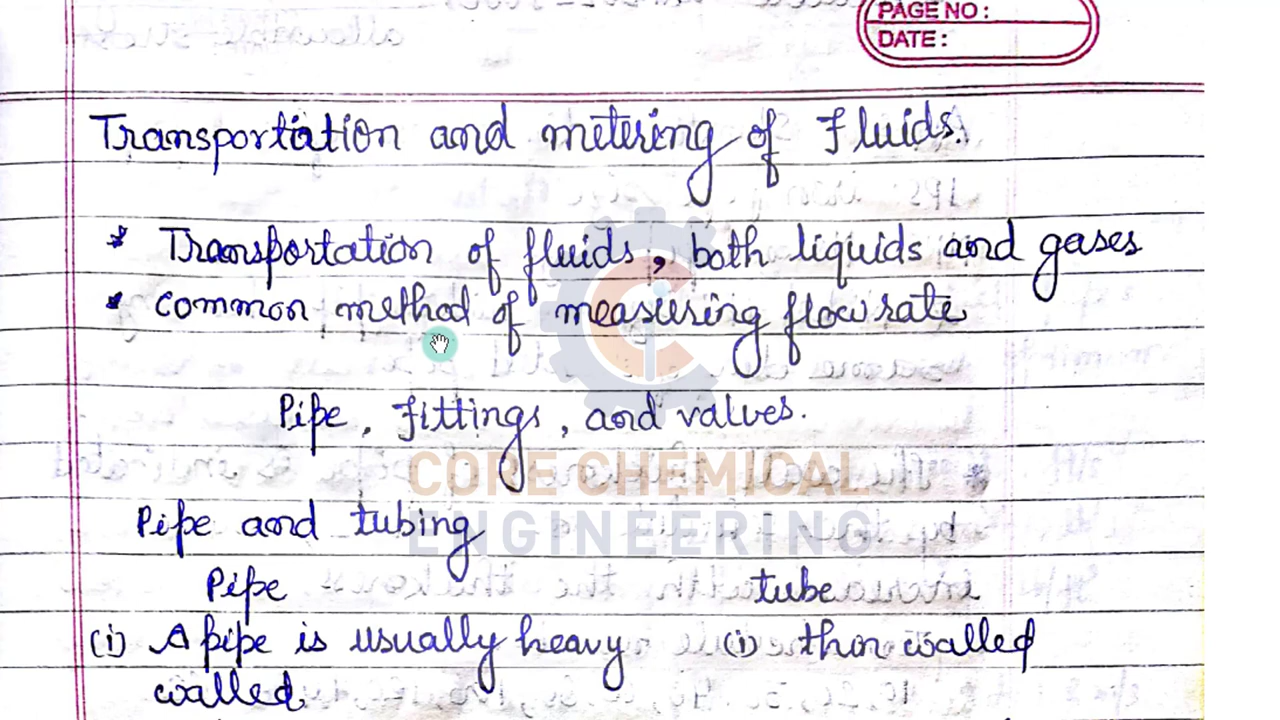 PAGE NO :
DATE :
Transportation and metering of Fluids.
* Transportation of fluids, both liquids and gases
* common method of measuring flow rate
Pipe, fittings, and valves.
CORE CHEMICAL
ENGINEERING
Pipe and tubing
Pipe tube
(i) A pipe is usually heavy (i) thin walled
walled